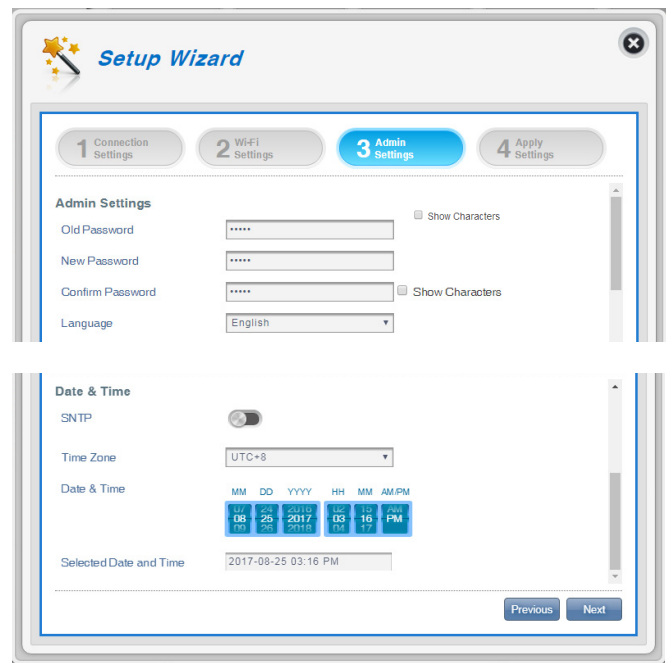 Setup Wizard
1 Connection Settings
2 Wi-Fi Settings
3 Admin Settings
4 Apply Settings
Admin Settings
Show Characters
Old Password •••••
New Password •••••
Confirm Password ••••• Show Characters
Language English
Date & Time
SNTP
Time Zone UTC+8
Date & Time MM DD YYYY HH MM AM/PM
07 24 2016 02 15 AM
08 25 2017 03 16 PM
09 26 2018 04 17
Selected Date and Time 2017-08-25 03:16 PM
Previous Next